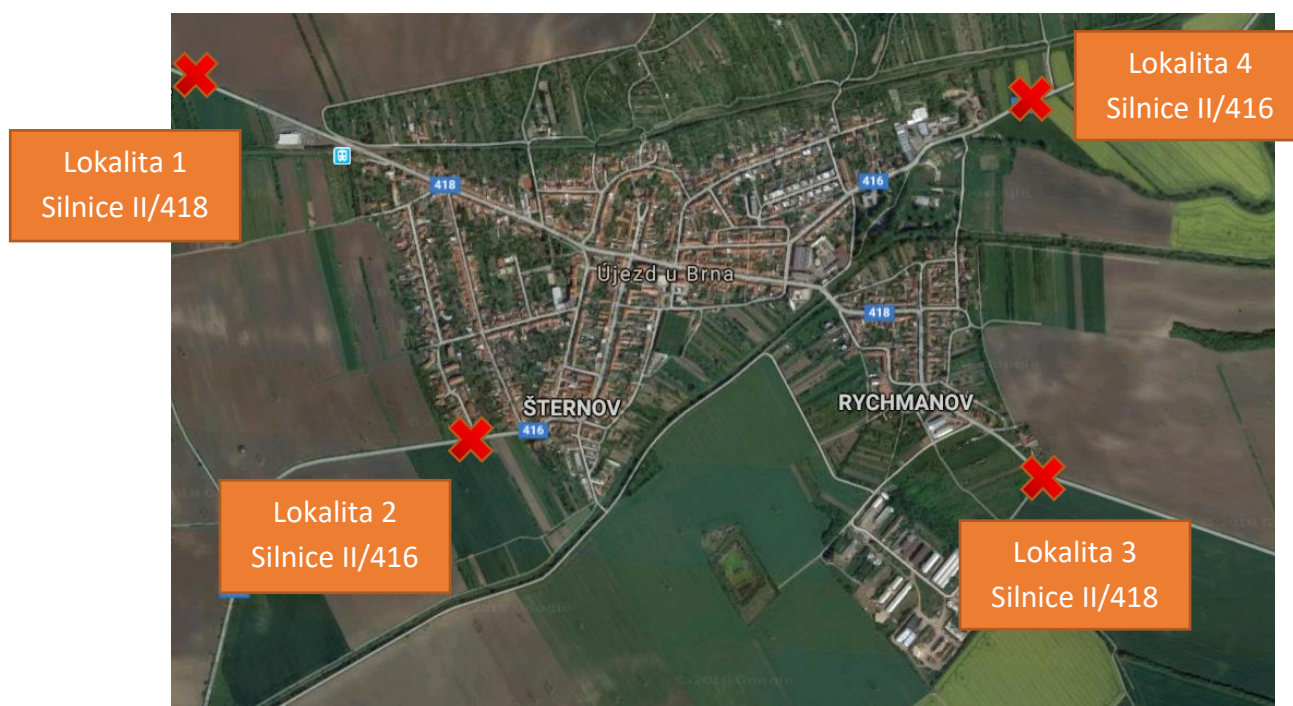 Lokalita 4
Silnice II/416
Lokalita 1
Silnice II/418
418
416
Újezd u Brna
418
ŠTERNOV
RYCHMANOV
416
Lokalita 2
Silnice II/416
Lokalita 3
Silnice II/418